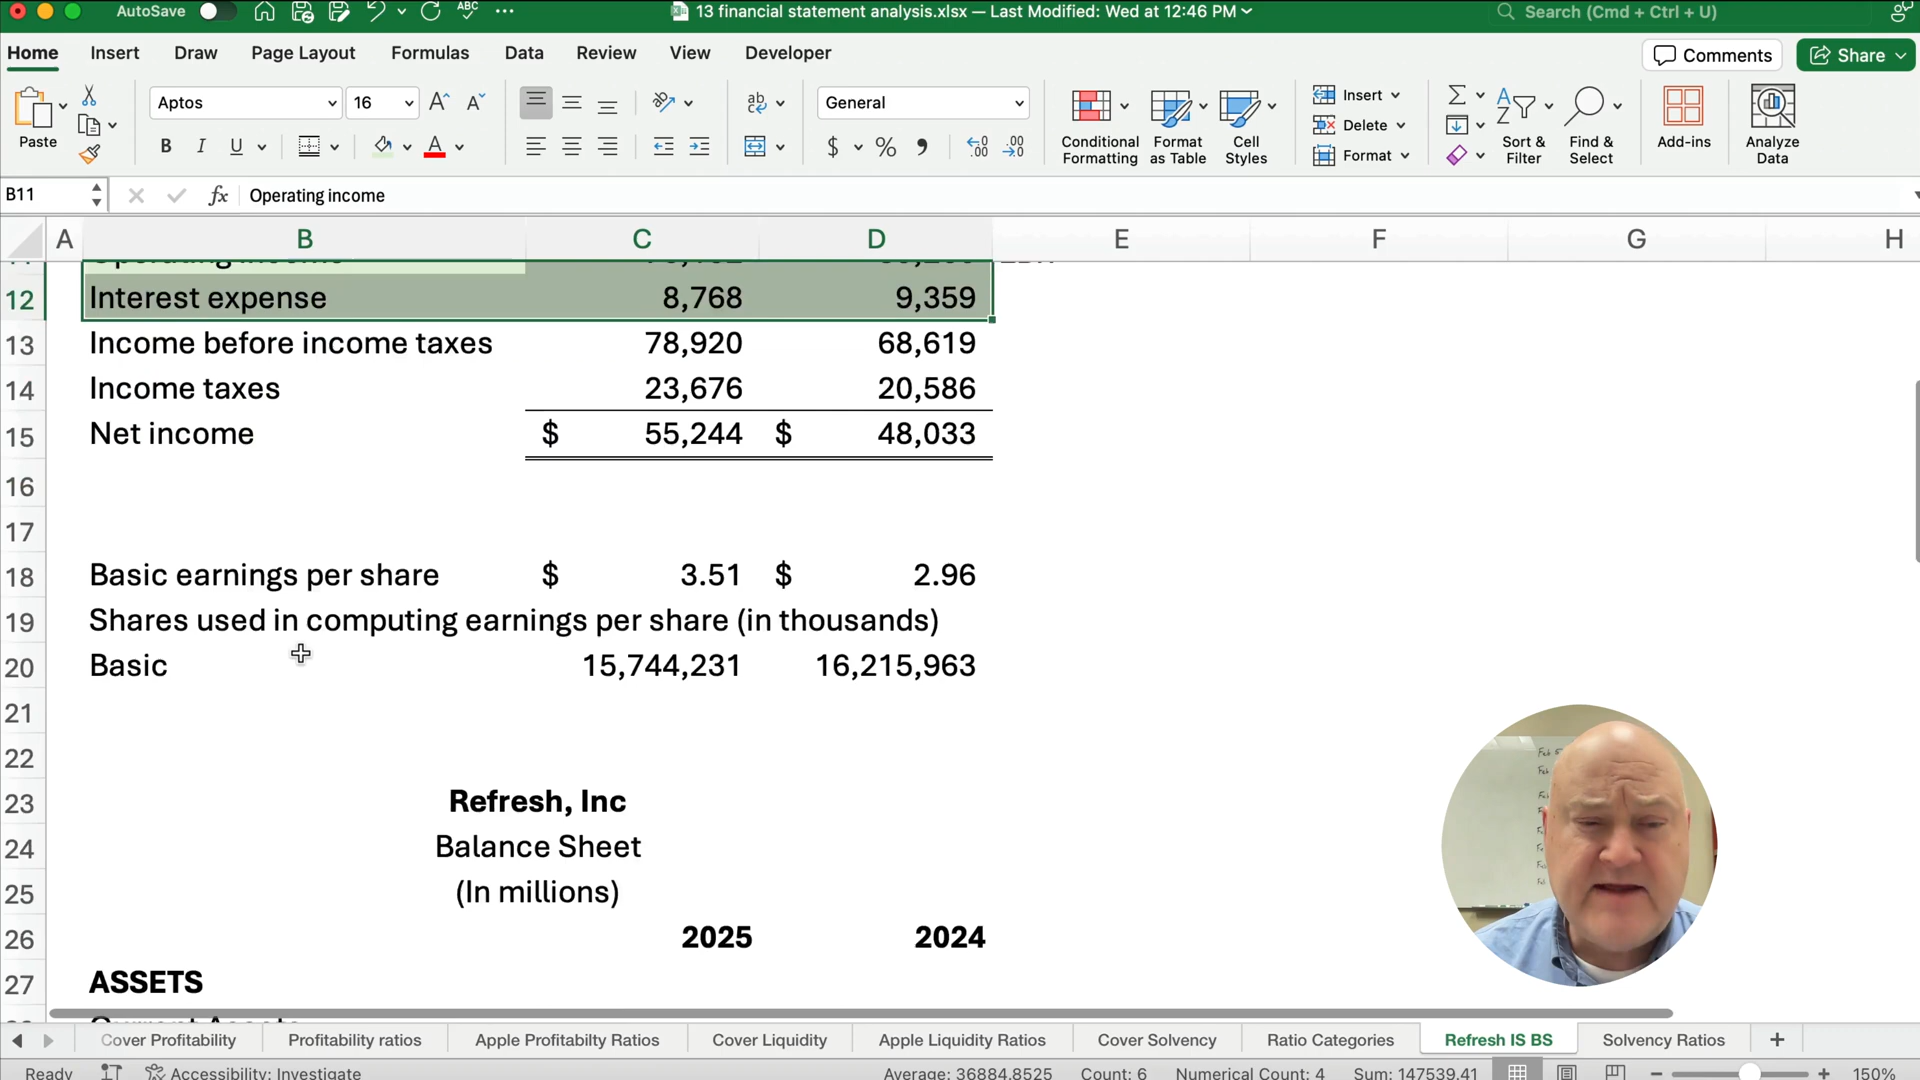 AutoSave
ABC
13 financial statement analysis.xlsx — Last Modified: Wed at 12:46 PM
Search (Cmd + Ctrl + U)
Home Insert Draw Page Layout Formulas Data Review View Developer
Comments
Share
Paste
Aptos
16
B I U
General
$ %
Conditional Formatting
Format as Table
Cell Styles
Insert
Delete
Format
Sort & Filter
Find & Select
Add-ins
Analyze Data
B11
fx Operating income
A B C D E F G H
12 Interest expense 8,768 9,359
13 Income before income taxes 78,920 68,619
14 Income taxes 23,676 20,586
15 Net income $ 55,244 $ 48,033
16
17
18 Basic earnings per share $ 3.51 $ 2.96
19 Shares used in computing earnings per share (in thousands)
20 Basic 15,744,231 16,215,963
21
22
23 Refresh, Inc
24 Balance Sheet
25 (In millions)
26 2025 2024
27 ASSETS
Current Assets
Cover Profitability Profitability ratios Apple Profitabilty Ratios Cover Liquidity Apple Liquidity Ratios Cover Solvency Ratio Categories Refresh IS BS Solvency Ratios +
Ready Accessibility: Investigate Average: 36884.8525 Count: 6 Numerical Count: 4 Sum: 147539.41 150%